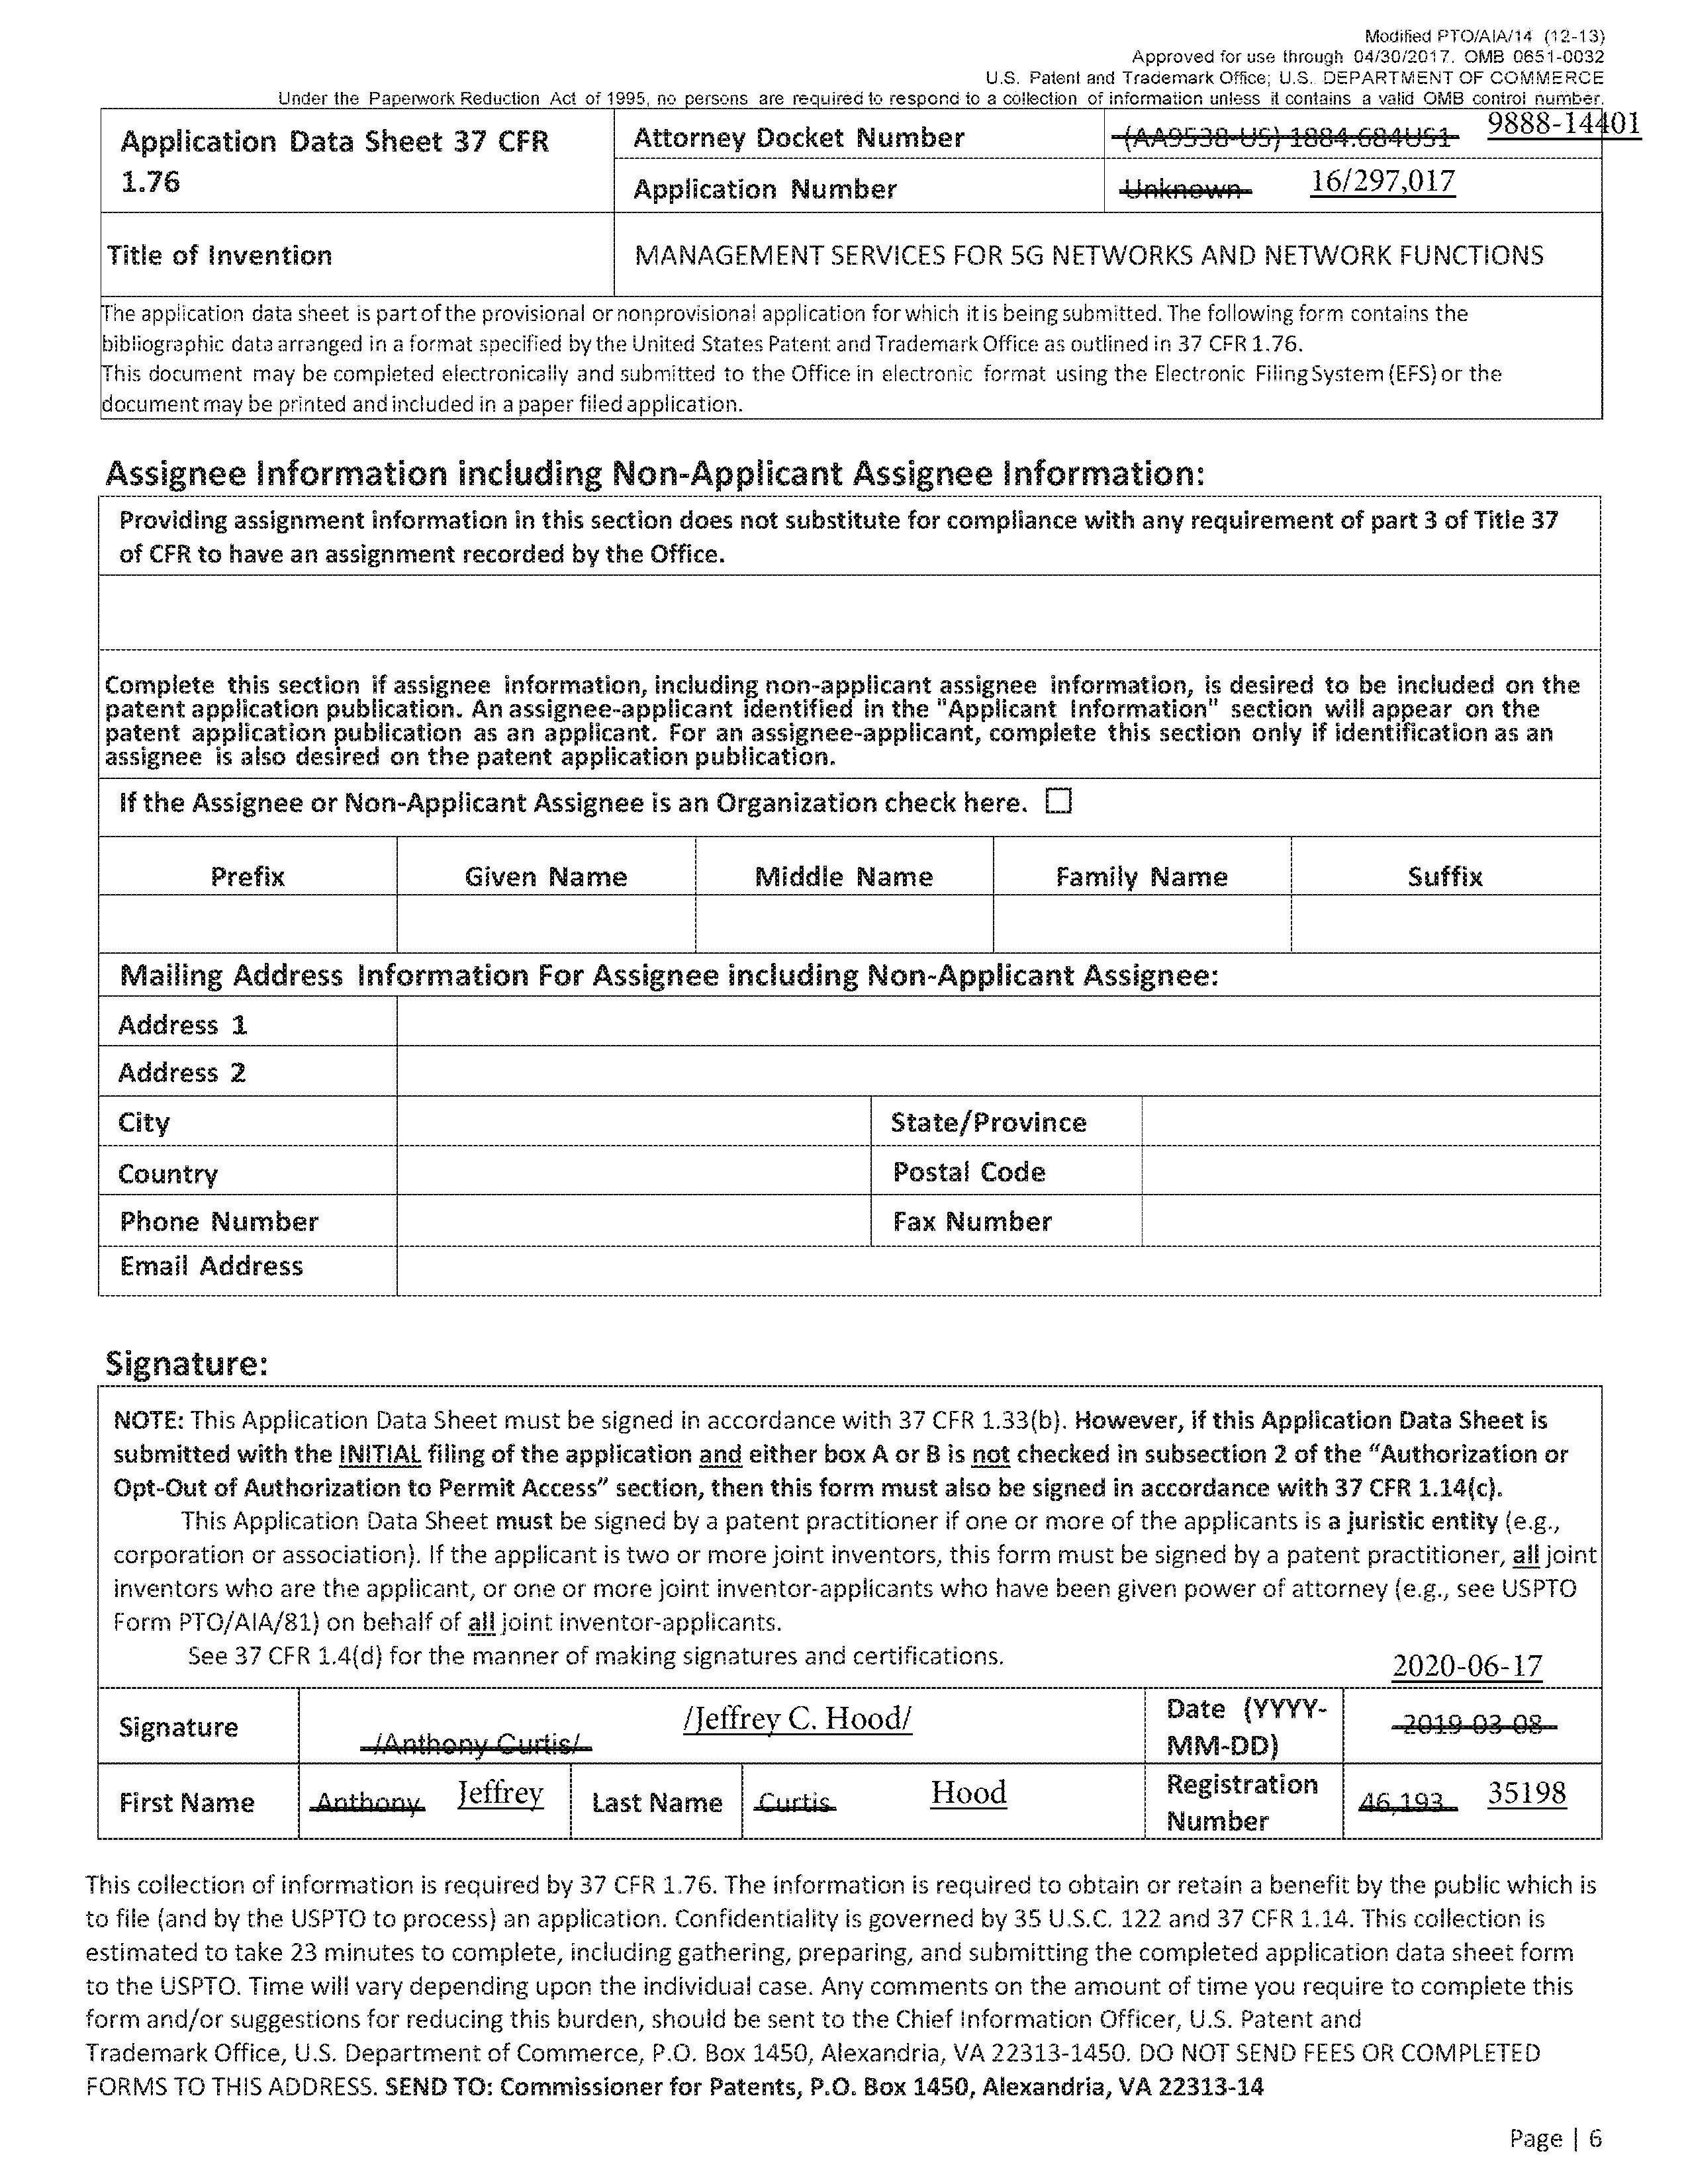 Modified PTO/AIA/14 (12-13)
Approved for use through 04/30/2017. OMB 0651-0032
U.S. Patent and Trademark Office; U.S. DEPARTMENT OF COMMERCE
Under the Paperwork Reduction Act of 1995, no persons are required to respond to a collection of information unless it contains a valid OMB control number.
Application Data Sheet 37 CFR 1.76
Attorney Docket Number
(AA9538-US) 1884.684US1 9888-14401
Application Number
Unknown 16/297,017
Title of Invention
MANAGEMENT SERVICES FOR 5G NETWORKS AND NETWORK FUNCTIONS
The application data sheet is part of the provisional or nonprovisional application for which it is being submitted. The following form contains the
bibliographic data arranged in a format specified by the United States Patent and Trademark Office as outlined in 37 CFR 1.76.
This document may be completed electronically and submitted to the Office in electronic format using the Electronic Filing System (EFS) or the
document may be printed and included in a paper filed application.
Assignee Information including Non-Applicant Assignee Information:
Providing assignment information in this section does not substitute for compliance with any requirement of part 3 of Title 37
of CFR to have an assignment recorded by the Office.
Complete this section if assignee information, including non-applicant assignee information, is desired to be included on the
patent application publication. An assignee-applicant identified in the "Applicant Information" section will appear on the
patent application publication as an applicant. For an assignee-applicant, complete this section only if identification as an
assignee is also desired on the patent application publication.
If the Assignee or Non-Applicant Assignee is an Organization check here.
Prefix Given Name Middle Name Family Name Suffix
Mailing Address Information For Assignee including Non-Applicant Assignee:
Address 1
Address 2
City State/Province
Country Postal Code
Phone Number Fax Number
Email Address
Signature:
NOTE: This Application Data Sheet must be signed in accordance with 37 CFR 1.33(b). However, if this Application Data Sheet is
submitted with the INITIAL filing of the application and either box A or B is not checked in subsection 2 of the “Authorization or
Opt-Out of Authorization to Permit Access” section, then this form must also be signed in accordance with 37 CFR 1.14(c).
This Application Data Sheet must be signed by a patent practitioner if one or more of the applicants is a juristic entity (e.g.,
corporation or association). If the applicant is two or more joint inventors, this form must be signed by a patent practitioner, all joint
inventors who are the applicant, or one or more joint inventor-applicants who have been given power of attorney (e.g., see USPTO
Form PTO/AIA/81) on behalf of all joint inventor-applicants.
See 37 CFR 1.4(d) for the manner of making signatures and certifications.
2020-06-17
Signature /Anthony Curtis/ /Jeffrey C. Hood/ Date (YYYY-MM-DD) 2019-03-08
First Name Anthony Jeffrey Last Name Curtis Hood Registration Number 46,193 35198
This collection of information is required by 37 CFR 1.76. The information is required to obtain or retain a benefit by the public which is
to file (and by the USPTO to process) an application. Confidentiality is governed by 35 U.S.C. 122 and 37 CFR 1.14. This collection is
estimated to take 23 minutes to complete, including gathering, preparing, and submitting the completed application data sheet form
to the USPTO. Time will vary depending upon the individual case. Any comments on the amount of time you require to complete this
form and/or suggestions for reducing this burden, should be sent to the Chief Information Officer, U.S. Patent and
Trademark Office, U.S. Department of Commerce, P.O. Box 1450, Alexandria, VA 22313-1450. DO NOT SEND FEES OR COMPLETED
FORMS TO THIS ADDRESS. SEND TO: Commissioner for Patents, P.O. Box 1450, Alexandria, VA 22313-14
Page | 6